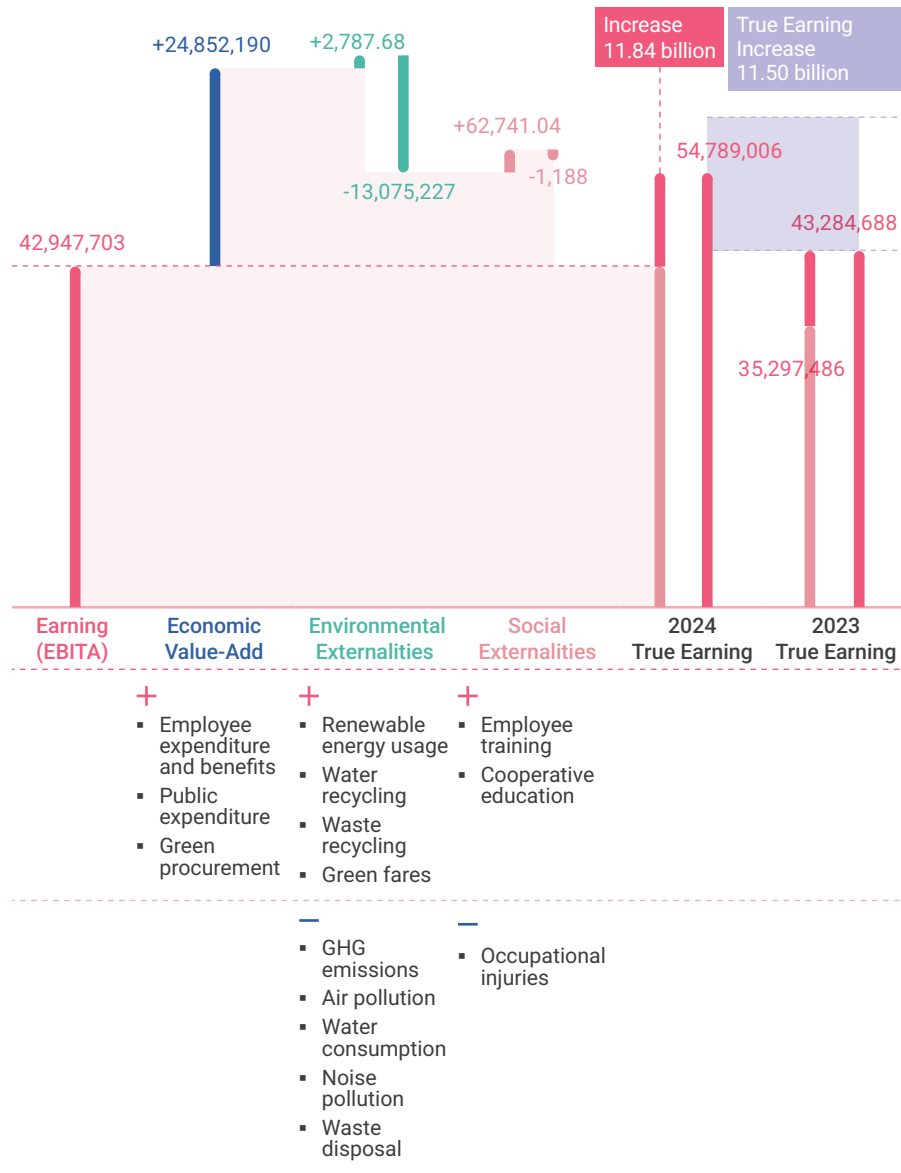 Increase
11.84 billion
True Earning
Increase
11.50 billion
+24,852,190
+2,787.68
+62,741.04
54,789,006
-1,188
-13,075,227
43,284,688
42,947,703
35,297,486
Earning
(EBITA)
Economic
Value-Add
Environmental
Externalities
Social
Externalities
2024
True Earning
2023
True Earning
+
▪ Employee
expenditure
and benefits
▪ Public
expenditure
▪ Green
procurement
+
▪ Renewable
energy usage
▪ Water
recycling
▪ Waste
recycling
▪ Green fares
+
▪ Employee
training
▪ Cooperative
education
–
▪ GHG
emissions
▪ Air pollution
▪ Water
consumption
▪ Noise
pollution
▪ Waste
disposal
–
▪ Occupational
injuries